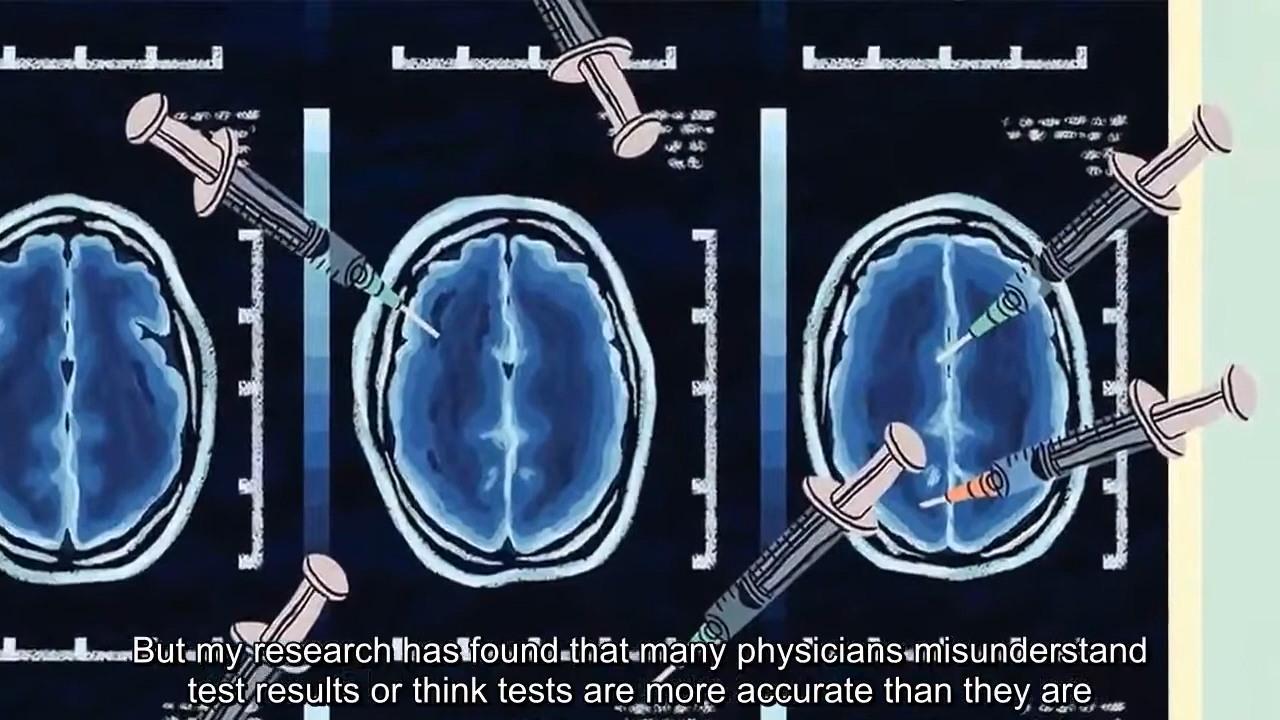 But my research has found that many physicians misunderstand
test results or think tests are more accurate than they are